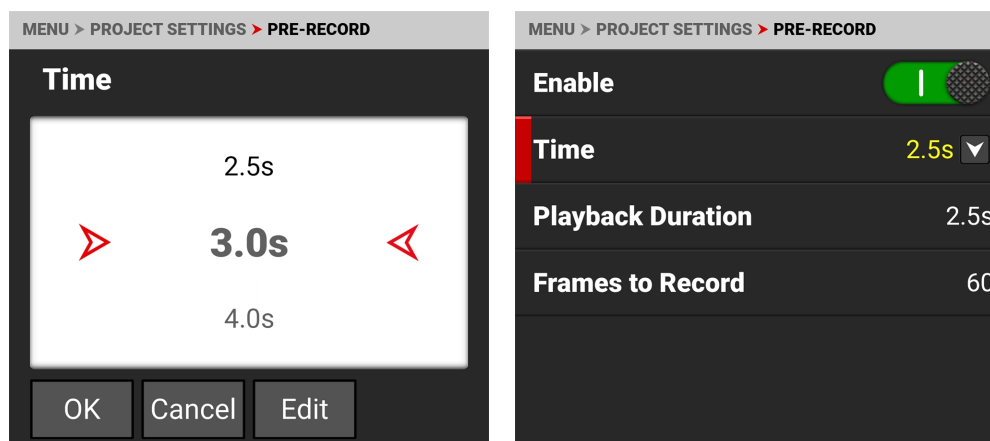 MENU > PROJECT SETTINGS > PRE-RECORD
Time
2.5s
3.0s
4.0s
OK Cancel Edit
MENU > PROJECT SETTINGS > PRE-RECORD
Enable
Time 2.5s
Playback Duration 2.5s
Frames to Record 60